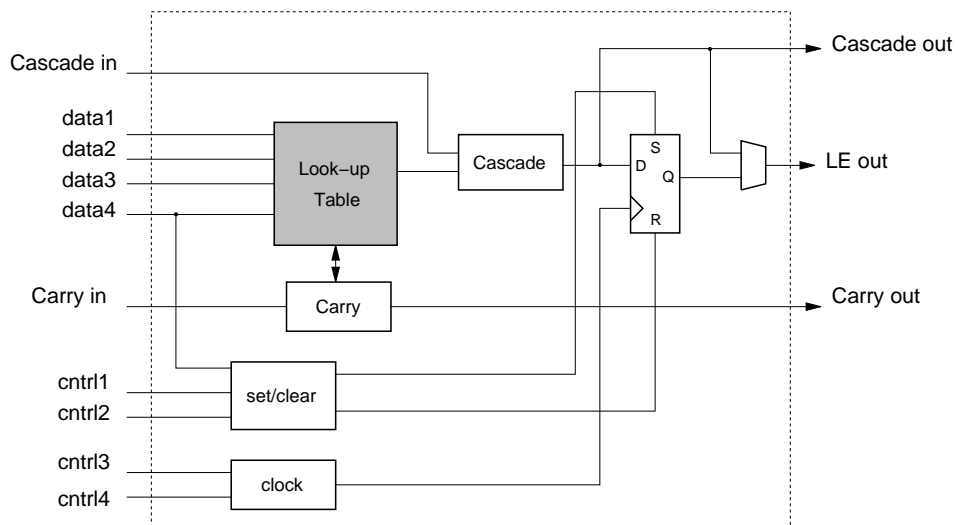 Cascade in
Cascade out
data1
data2
data3
data4
Look–up
Table
Cascade
S
D
Q
R
LE out
Carry in
Carry
Carry out
cntrl1
cntrl2
set/clear
cntrl3
cntrl4
clock